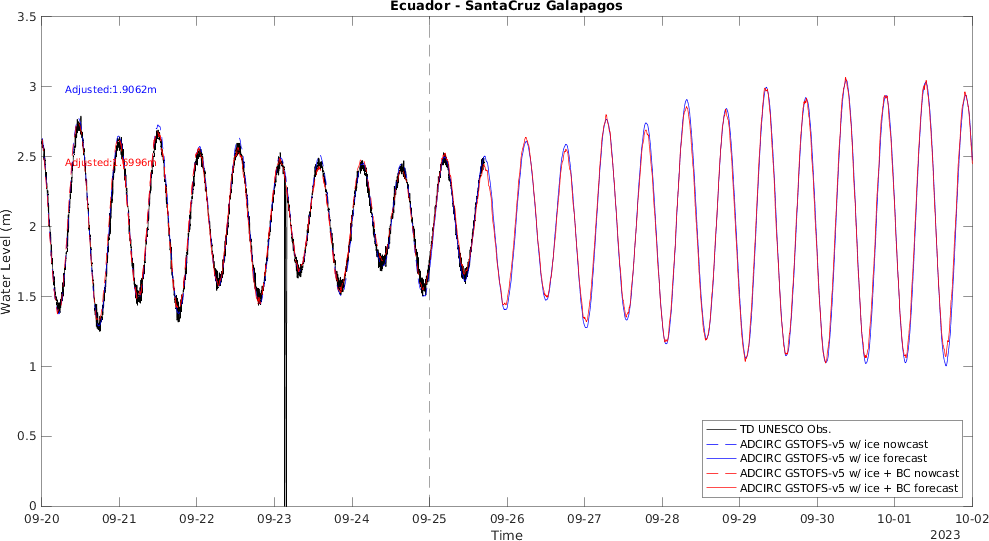 Ecuador - SantaCruz Galapagos
3.5
3
2.5
2
1.5
1
0.5
0
Water Level (m)
Adjusted:1.9062m
Adjusted:1.6996m
TD UNESCO Obs.
ADCIRC GSTOFS-v5 w/ ice nowcast
ADCIRC GSTOFS-v5 w/ ice forecast
ADCIRC GSTOFS-v5 w/ ice + BC nowcast
ADCIRC GSTOFS-v5 w/ ice + BC forecast
09-20 09-21 09-22 09-23 09-24 09-25 09-26 09-27 09-28 09-29 09-30 10-01 10-02
Time
2023